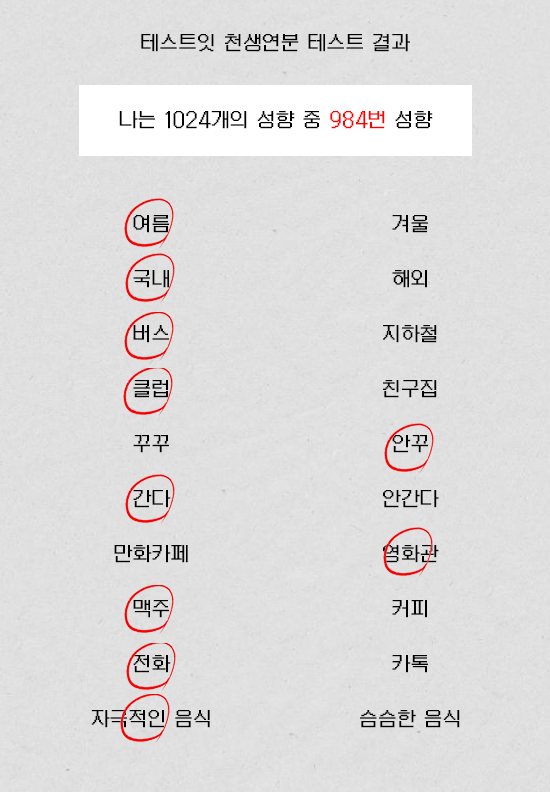 테스트잇 천생연분 테스트 결과
나는 1024개의 성향 중 984번 성향
여름 겨울
국내 해외
버스 지하철
클럽 친구집
꾸꾸 안꾸
간다 안간다
만화카페 영화관
맥주 커피
전화 카톡
자극적인 음식 슴슴한 음식